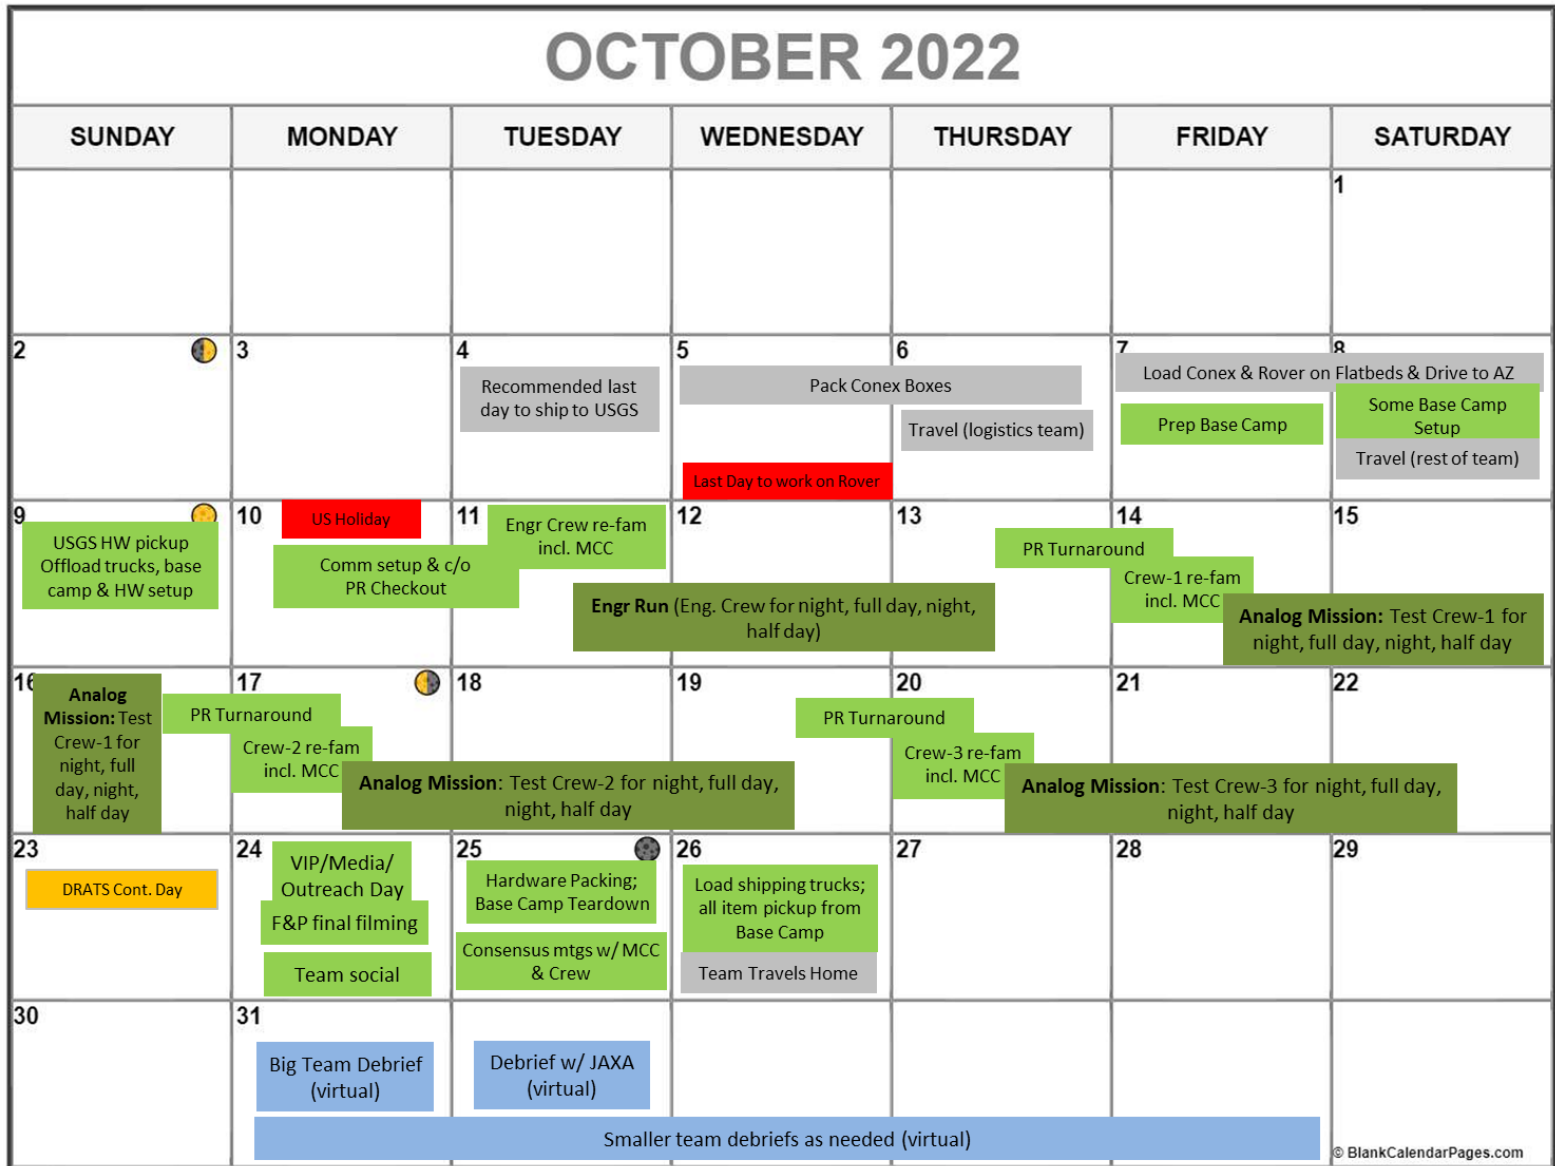 OCTOBER 2022
SUNDAY MONDAY TUESDAY WEDNESDAY THURSDAY FRIDAY SATURDAY
1
2 3 4 5 6 7 8
Recommended last
day to ship to USGS
Pack Conex Boxes
Travel (logistics team)
Last Day to work on Rover
Load Conex & Rover on Flatbeds & Drive to AZ
Prep Base Camp
Some Base Camp
Setup
Travel (rest of team)
9 10 11 12 13 14 15
USGS HW pickup
Offload trucks, base
camp & HW setup
US Holiday
Comm setup & c/o
PR Checkout
Engr Crew re-fam
incl. MCC
Engr Run (Eng. Crew for night, full day, night,
half day)
PR Turnaround
Crew-1 re-fam
incl. MCC
Analog Mission: Test Crew-1 for
night, full day, night, half day
16 17 18 19 20 21 22
Analog
Mission: Test
Crew-1 for
night, full
day, night,
half day
PR Turnaround
Crew-2 re-fam
incl. MCC
Analog Mission: Test Crew-2 for night, full day,
night, half day
PR Turnaround
Crew-3 re-fam
incl. MCC
Analog Mission: Test Crew-3 for night, full day,
night, half day
23 24 25 26 27 28 29
DRATS Cont. Day
VIP/Media/
Outreach Day
F&P final filming
Team social
Hardware Packing;
Base Camp Teardown
Consensus mtgs w/ MCC
& Crew
Load shipping trucks;
all item pickup from
Base Camp
Team Travels Home
30 31
Big Team Debrief
(virtual)
Debrief w/ JAXA
(virtual)
Smaller team debriefs as needed (virtual)
© BlankCalendarPages.com